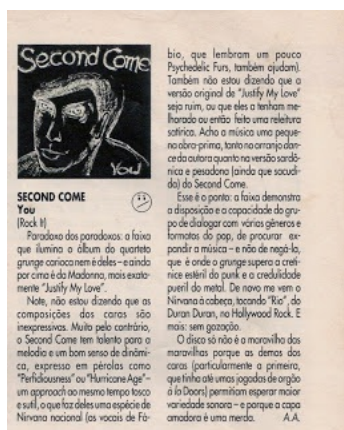 Second Come
You
SECOND COME
You
(Rock It)
Paradoxo dos paradoxos: a faixa
que ilumina o álbum do quarteto
grunge carioca nem é deles – e ainda
por cima é da Madonna, mais exata-
mente “Justify My Love”.
Note, não estou dizendo que as
composições dos caras são
inexpressivas. Muito pelo contrário,
o Second Come tem talento para a
melodia e um bom senso de dinâmi-
ca, expresso em pérolas como
“Perfidiousness” ou “Hurricane Age” –
um approach ao mesmo tempo tosco
e sutil, o que faz deles uma espécie de
Nirvana nacional (os vocais de Fá-
bio, que lembram um pouco
Psychedelic Furs, também ajudam).
Também não estou dizendo que a
versão original de “Justify My Love”
seja ruim, ou que eles a tenham me-
lhorado ou então feito uma releitura
satírica. Acho a música uma peque-
na obra-prima, tanto no arranjo dan-
ce da autora quanto na versão sardô-
nica e pesadona (ainda que sacudi-
da) do Second Come.
Esse é o ponto: a faixa demonstra
a disposição e a capacidade do gru-
po de dialogar com vários gêneros e
formatos do pop, de procurar ex-
pandir a música – e não de negá-la,
que é onde o grunge supera a creti-
nice estéril do punk e a credulidade
pueril do metal. De novo me vem o
Nirvana à cabeça, tocando “Rio”, do
Duran Duran, no Hollywood Rock. E
mais: sem gozação.
O disco só não é a maravilha das
maravilhas porque as demos dos
caras (particularmente a primeira,
que tinha até umas jogadas de orgão
à la Doors) permitiam esperar maior
variedade sonora – e porque a capa
amadora é uma merda. A.A.